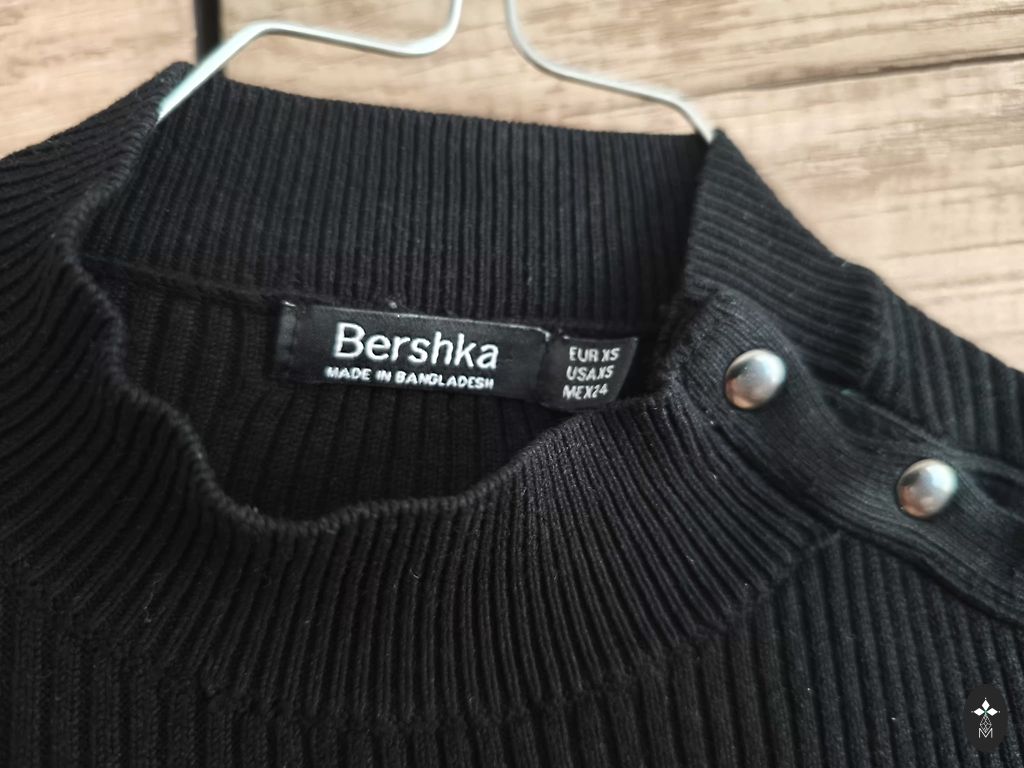 Bershka
MADE IN BANGLADESH
EUR XS
USA XS
MEX 24
M